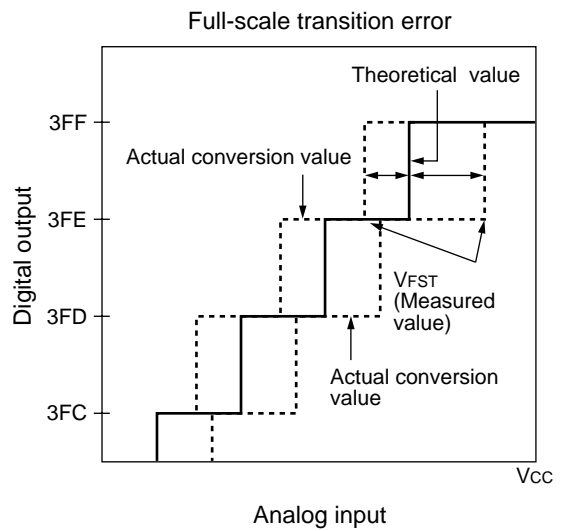 Full-scale transition error
Theoretical value
3FF
Actual conversion value
3FE
Digital output
VFST
(Measured
value)
3FD
Actual conversion
value
3FC
VCC
Analog input